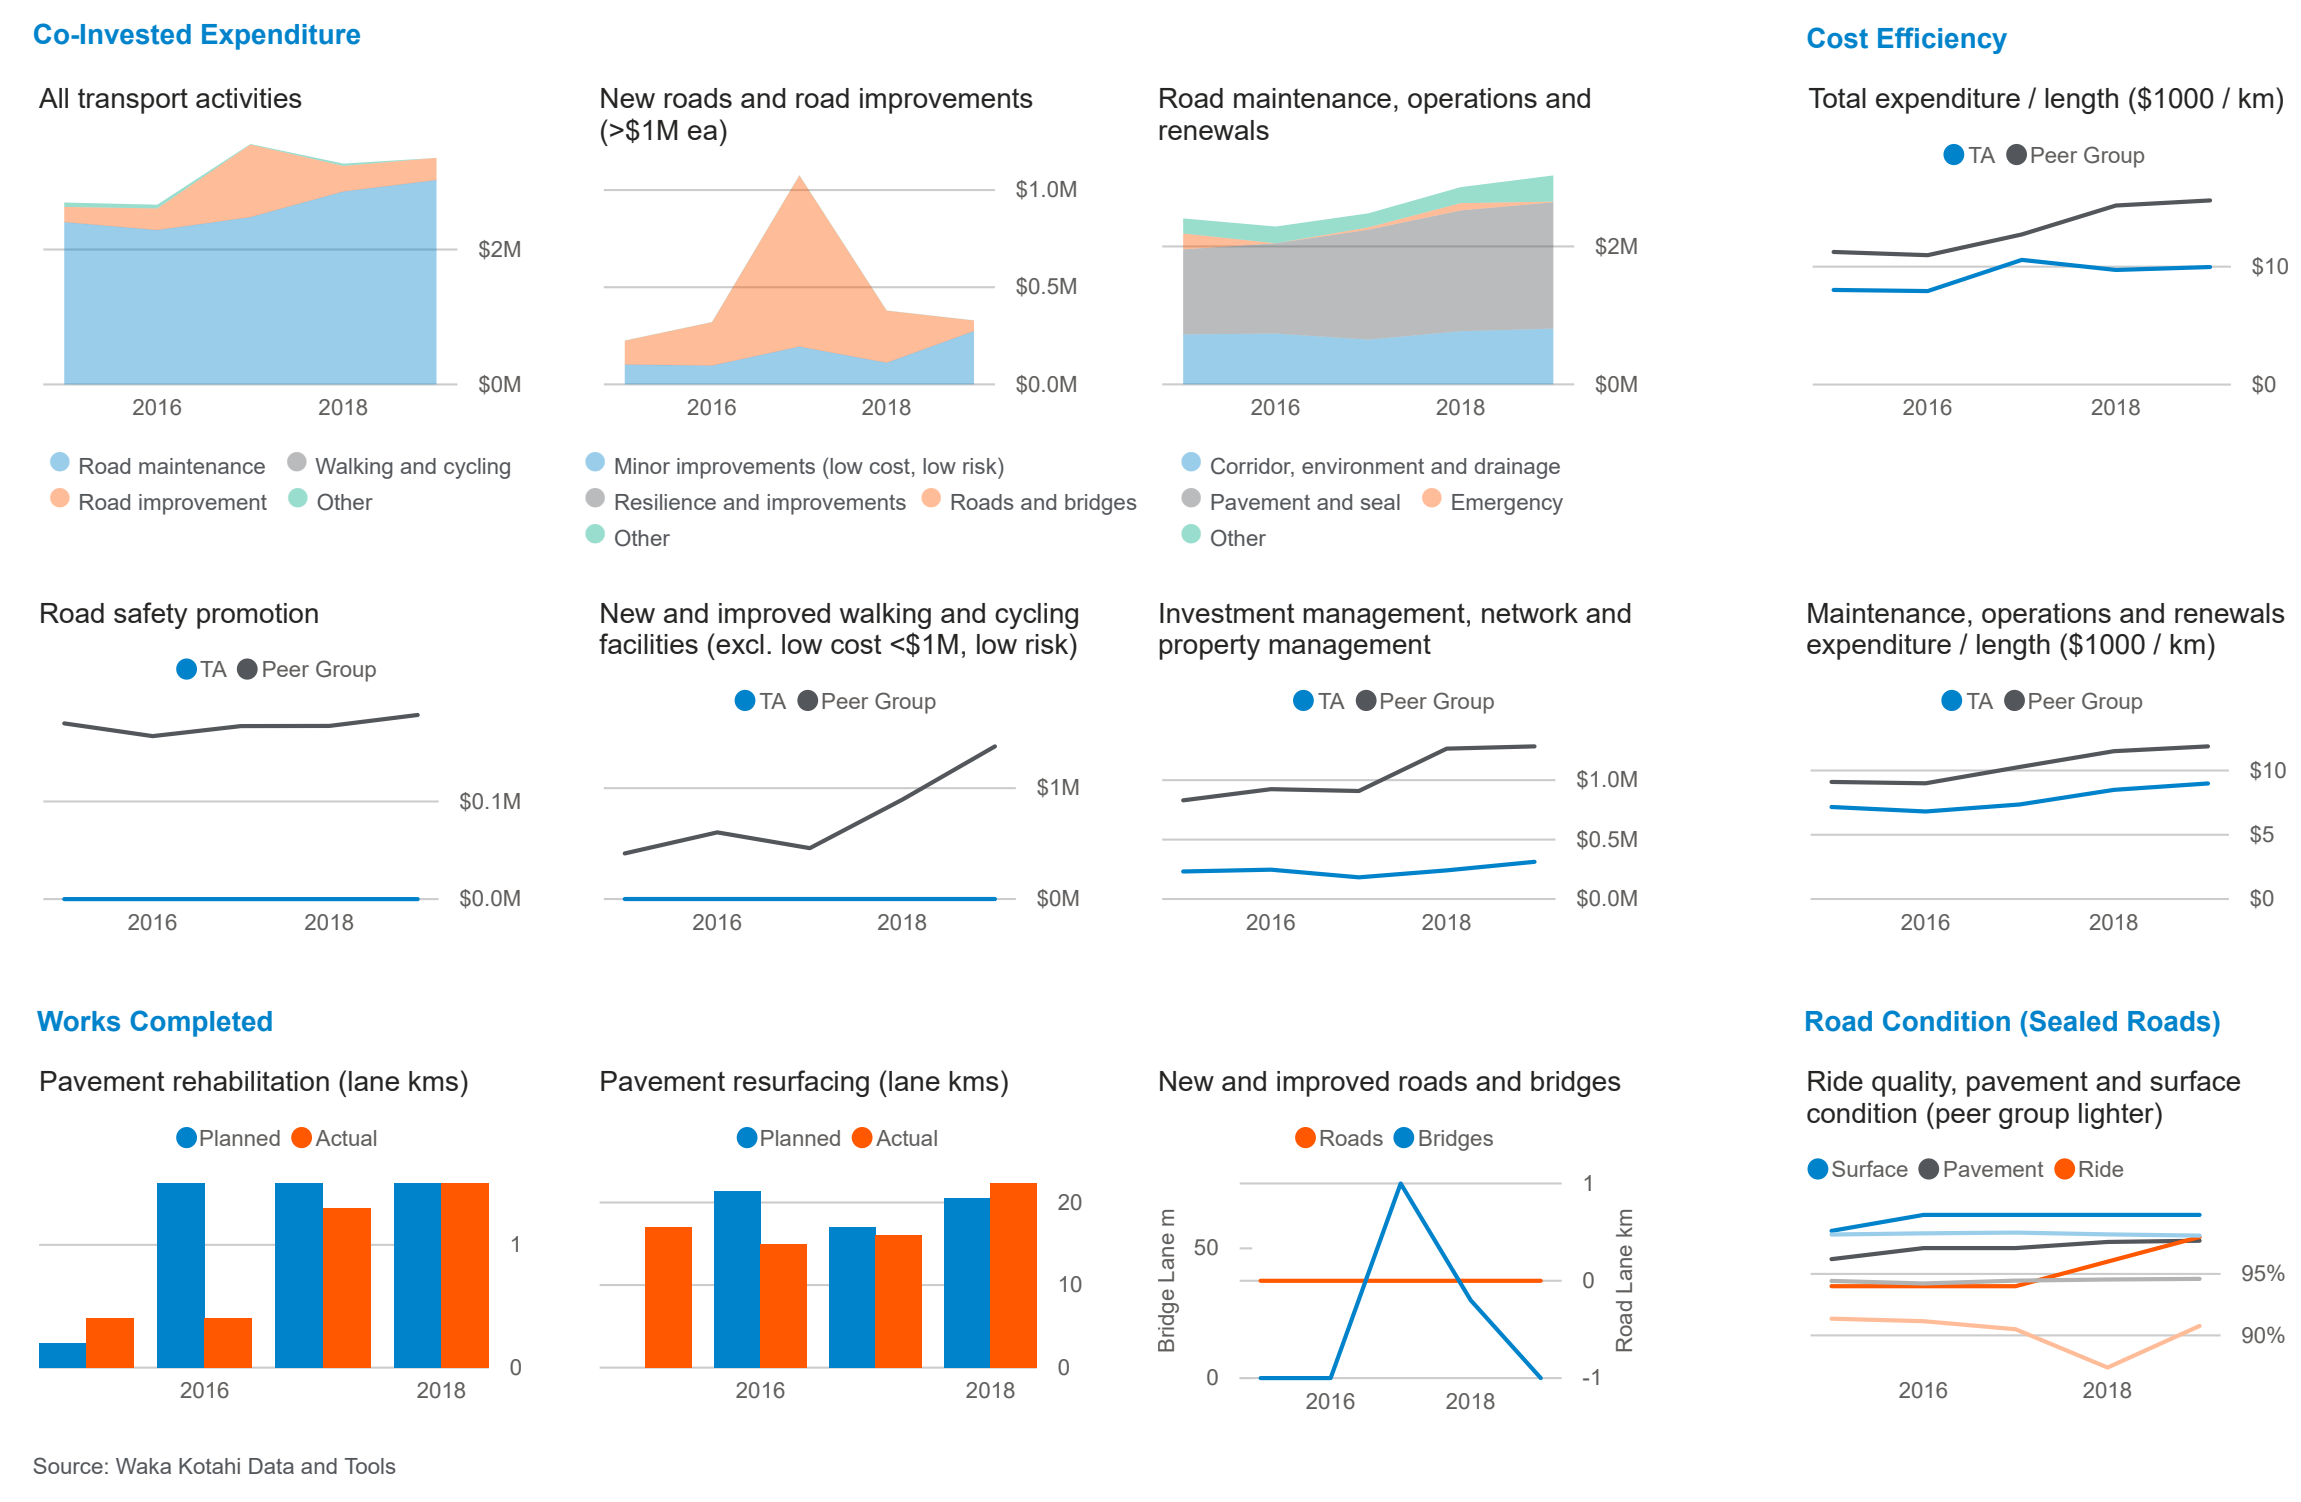 Co-Invested Expenditure
Cost Efficiency
All transport activities
$2M
$0M
2016 2018
Road maintenance Walking and cycling
Road improvement Other
New roads and road improvements
(>$1M ea)
$1.0M
$0.5M
$0.0M
2016 2018
Minor improvements (low cost, low risk)
Resilience and improvements Roads and bridges
Other
Road maintenance, operations and
renewals
$2M
$0M
2016 2018
Corridor, environment and drainage
Pavement and seal Emergency
Other
Total expenditure / length ($1000 / km)
TA Peer Group
$10
$0
2016 2018
Road safety promotion
TA Peer Group
$0.1M
$0.0M
2016 2018
New and improved walking and cycling
facilities (excl. low cost <$1M, low risk)
TA Peer Group
$1M
$0M
2016 2018
Investment management, network and
property management
TA Peer Group
$1.0M
$0.5M
$0.0M
2016 2018
Maintenance, operations and renewals
expenditure / length ($1000 / km)
TA Peer Group
$10
$5
$0
2016 2018
Works Completed
Road Condition (Sealed Roads)
Pavement rehabilitation (lane kms)
Planned Actual
1
0
2016 2018
Pavement resurfacing (lane kms)
Planned Actual
20
10
0
2016 2018
New and improved roads and bridges
Roads Bridges
Bridge Lane m
50
0
1
0
-1
Road Lane km
2016 2018
Ride quality, pavement and surface
condition (peer group lighter)
Surface Pavement Ride
95%
90%
2016 2018
Source: Waka Kotahi Data and Tools